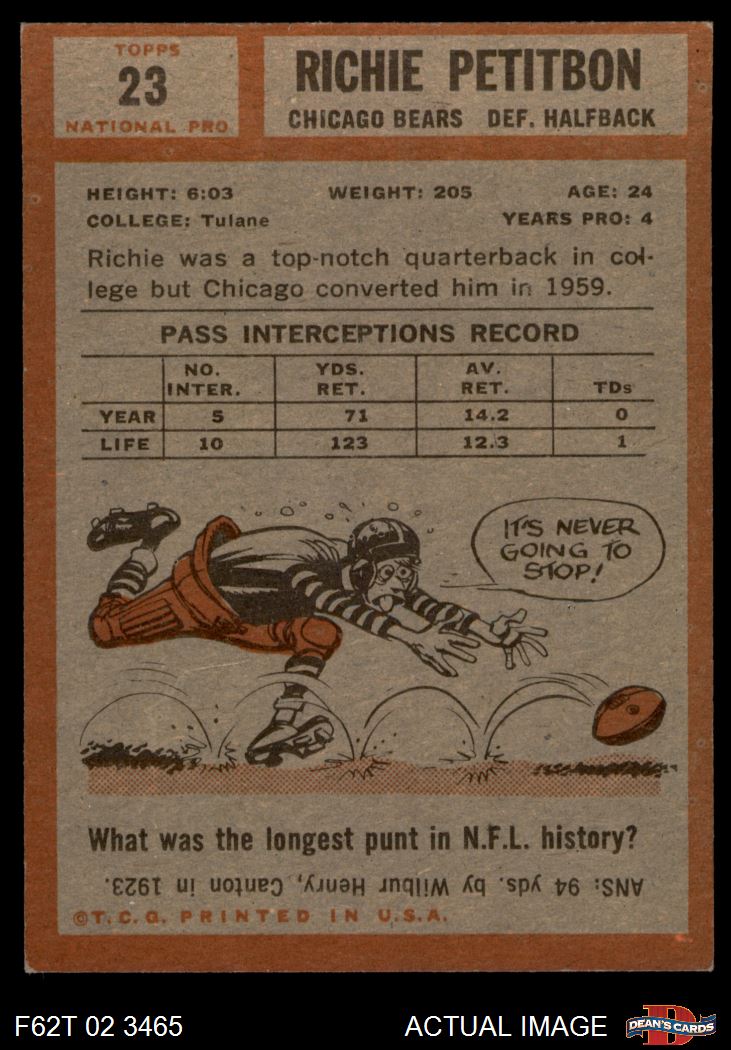 TOPPS
23
NATIONAL PRO
RICHIE PETITBON
CHICAGO BEARS DEF. HALFBACK
HEIGHT: 6:03 WEIGHT: 205 AGE: 24
COLLEGE: Tulane YEARS PRO: 4
Richie was a top-notch quarterback in col-
lege but Chicago converted him in 1959.
PASS INTERCEPTIONS RECORD
NO. YDS. AV.
INTER. RET. RET. TDs
YEAR 5 71 14.2 0
LIFE 10 123 12.3 1
IT'S NEVER
GOING TO
STOP!
What was the longest punt in N.F.L. history?
ANS: 94 yds. by Wilbur Henry, Canton in 1923.
©T.C.G. PRINTED IN U.S.A.
F62T 02 3465 ACTUAL IMAGE
DEAN'S CARDS